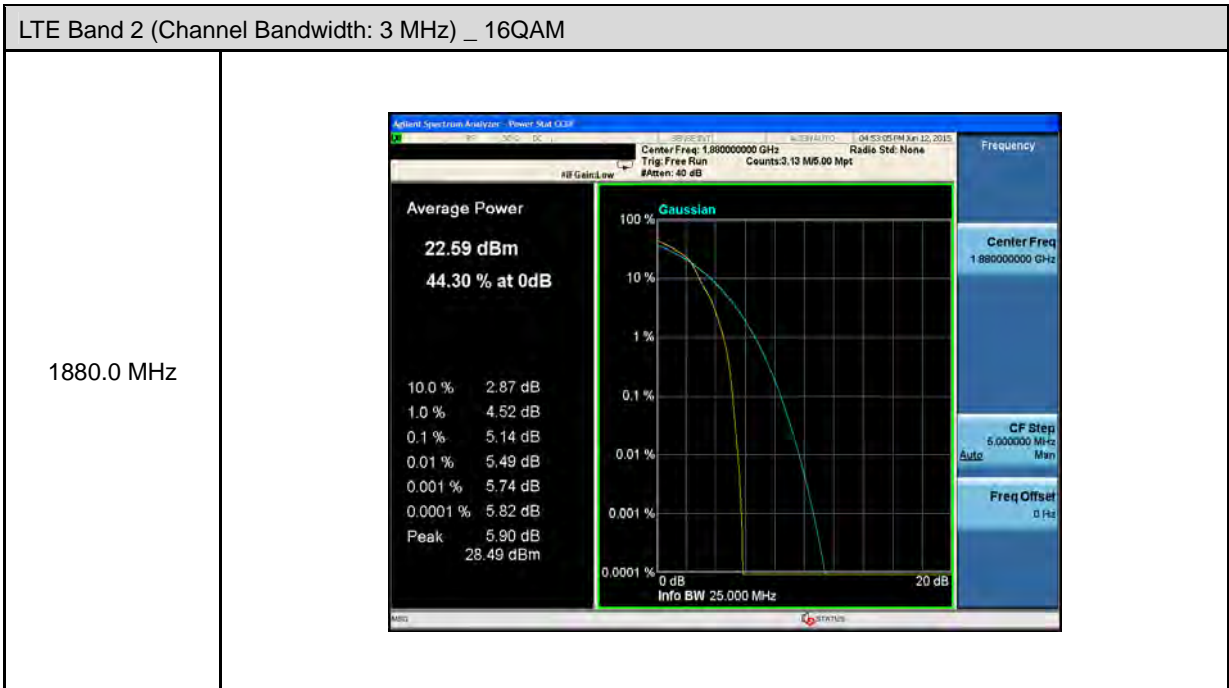 LTE Band 2 (Channel Bandwidth: 3 MHz) _ 16QAM
1880.0 MHz
Agilent Spectrum Analyzer - Power Stat CCDF
04:53:05 PM Jun 12, 2015
Center Freq: 1.880000000 GHz
Radio Std: None
Trig: Free Run
Counts:3.13 M/5.00 Mpt
#IFGain:Low
#Atten: 40 dB
Average Power
22.59 dBm
44.30 % at 0dB
10.0 % 2.87 dB
1.0 % 4.52 dB
0.1 % 5.14 dB
0.01 % 5.49 dB
0.001 % 5.74 dB
0.0001 % 5.82 dB
Peak 5.90 dB
28.49 dBm
Gaussian
100 %
10 %
1 %
0.1 %
0.01 %
0.001 %
0.0001 %
0 dB
20 dB
Info BW 25.000 MHz
Frequency
Center Freq
1.880000000 GHz
CF Step
5.000000 MHz
Auto Man
Freq Offset
0 Hz
MSG
STATUS